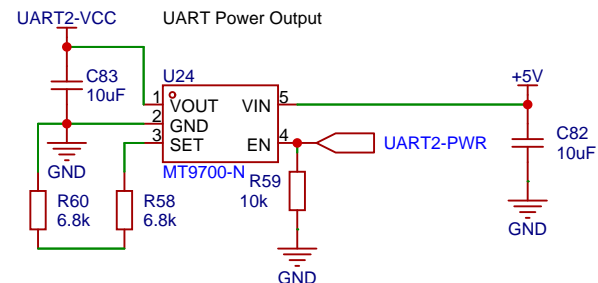 UART2-VCC
UART Power Output
C83
10uF
U24
1 VOUT
VIN 5
2 GND
3 SET
EN 4
MT9700-N
+5V
C82
10uF
UART2-PWR
GND
R60
6.8k
R58
6.8k
R59
10k
GND
GND